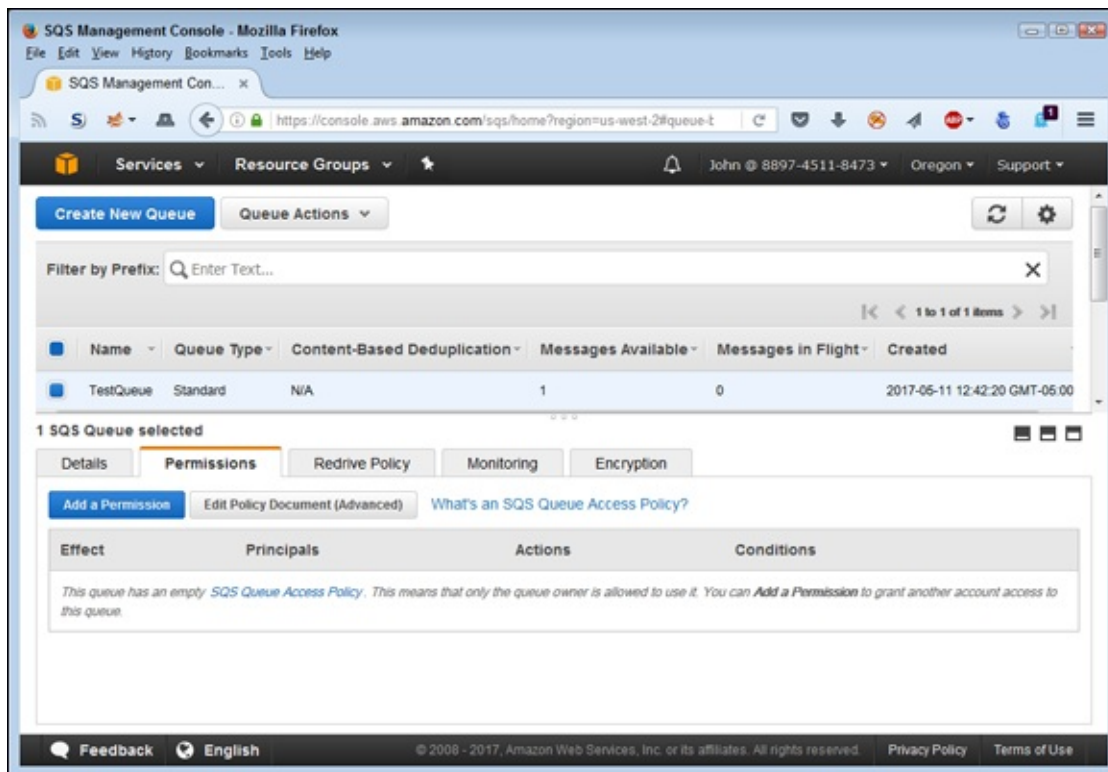 SQS Management Console - Mozilla Firefox
File Edit View History Bookmarks Tools Help
SQS Management Con... ×
https://console.aws.amazon.com/sqs/home?region=us-west-2#queue-b
1
Services Resource Groups John @ 8897-4511-8473 Oregon Support
Create New Queue Queue Actions
Filter by Prefix: Enter Text...
1 to 1 of 1 items
Name Queue Type Content-Based Deduplication Messages Available Messages in Flight Created
TestQueue Standard N/A 1 0 2017-05-11 12:42:20 GMT-05:00
1 SQS Queue selected
Details Permissions Redrive Policy Monitoring Encryption
Add a Permission Edit Policy Document (Advanced) What's an SQS Queue Access Policy?
Effect Principals Actions Conditions
This queue has an empty SQS Queue Access Policy. This means that only the queue owner is allowed to use it. You can Add a Permission to grant another account access to
this queue.
Feedback English © 2008 - 2017, Amazon Web Services, Inc. or its affiliates. All rights reserved. Privacy Policy Terms of Use